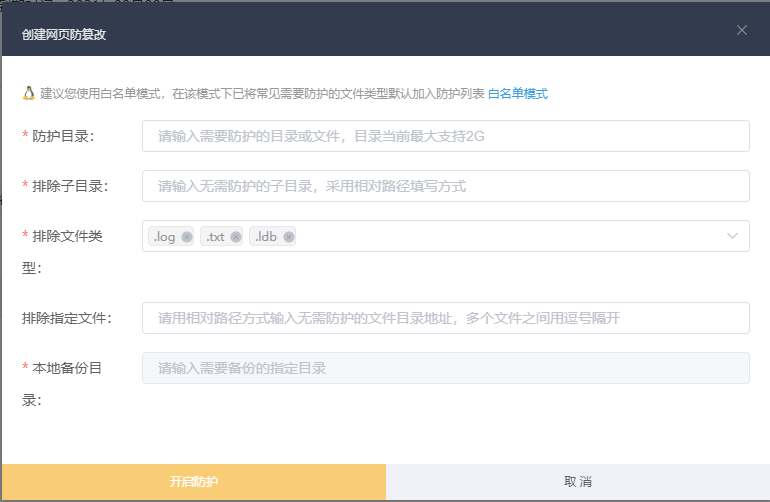 创建网页防篡改
建议您使用白名单模式，在该模式下已将常见需要防护的文件类型默认加入防护列表 白名单模式
* 防护目录： 请输入需要防护的目录或文件，目录当前最大支持2G
* 排除子目录： 请输入无需防护的子目录，采用相对路径填写方式
* 排除文件类 .log .txt .ldb
型：
排除指定文件： 请用相对路径方式输入无需防护的文件目录地址，多个文件之间用逗号隔开
* 本地备份目 请输入需要备份的指定目录
录：
开启防护 取 消